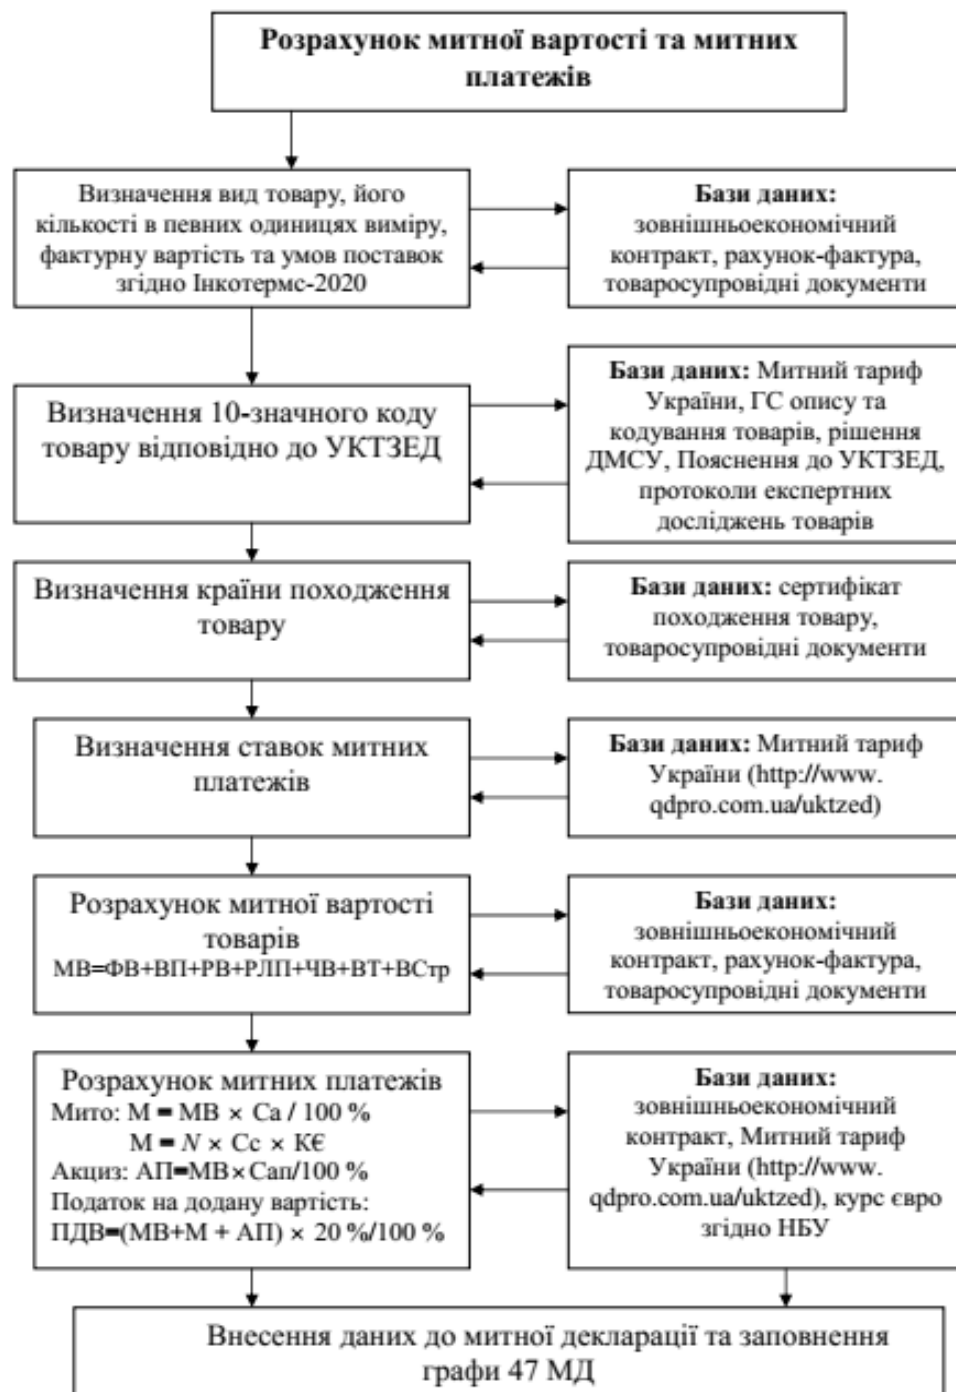 Розрахунок митної вартості та митних
платежів
Визначення вид товару, його
кількості в певних одиницях виміру,
фактурну вартість та умов поставок
згідно Інкотермс-2020
Бази даних:
зовнішньоекономічний
контракт, рахунок-фактура,
товаросупровідні документи
Визначення 10-значного коду
товару відповідно до УКТЗЕД
Бази даних: Митний тариф
України, ГС опису та
кодування товарів, рішення
ДМСУ, Пояснення до УКТЗЕД,
протоколи експертних
досліджень товарів
Визначення країни походження
товару
Бази даних: сертифікат
походження товару,
товаросупровідні документи
Визначення ставок митних
платежів
Бази даних: Митний тариф
України (http://www.
qdpro.com.ua/uktzed)
Розрахунок митної вартості
товарів
МВ=ФВ+ВП+РВ+РЛП+ЧВ+ВТ+ВСтр
Бази даних:
зовнішньоекономічний
контракт, рахунок-фактура,
товаросупровідні документи
Розрахунок митних платежів
Мито: М = МВ × Са / 100 %
М = N × Сс × К€
Акциз: АП=МВ×Сап/100 %
Податок на додану вартість:
ПДВ=(МВ+М + АП) × 20 %/100 %
Бази даних:
зовнішньоекономічний
контракт, Митний тариф
України (http://www.
qdpro.com.ua/uktzed), курс євро
згідно НБУ
Внесення даних до митної декларації та заповнення
графи 47 МД